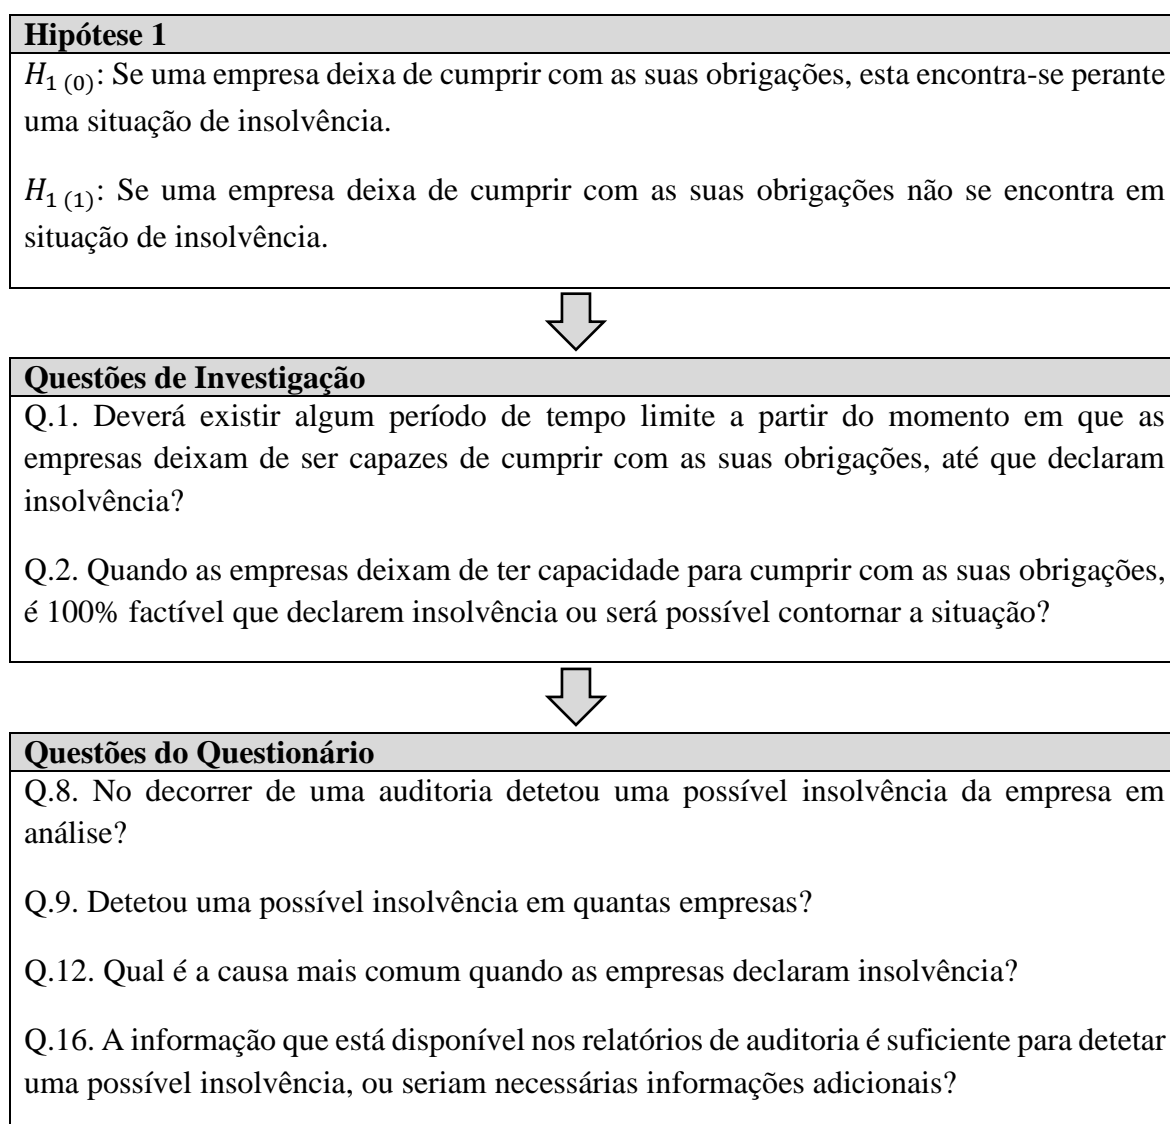 Hipótese 1
𝐻₁ ₍₀₎: Se uma empresa deixa de cumprir com as suas obrigações, esta encontra-se perante
uma situação de insolvência.
𝐻₁ ₍₁₎: Se uma empresa deixa de cumprir com as suas obrigações não se encontra em
situação de insolvência.
Questões de Investigação
Q.1. Deverá existir algum período de tempo limite a partir do momento em que as
empresas deixam de ser capazes de cumprir com as suas obrigações, até que declaram
insolvência?
Q.2. Quando as empresas deixam de ter capacidade para cumprir com as suas obrigações,
é 100% factível que declarem insolvência ou será possível contornar a situação?
Questões do Questionário
Q.8. No decorrer de uma auditoria detetou uma possível insolvência da empresa em
análise?
Q.9. Detetou uma possível insolvência em quantas empresas?
Q.12. Qual é a causa mais comum quando as empresas declaram insolvência?
Q.16. A informação que está disponível nos relatórios de auditoria é suficiente para detetar
uma possível insolvência, ou seriam necessárias informações adicionais?